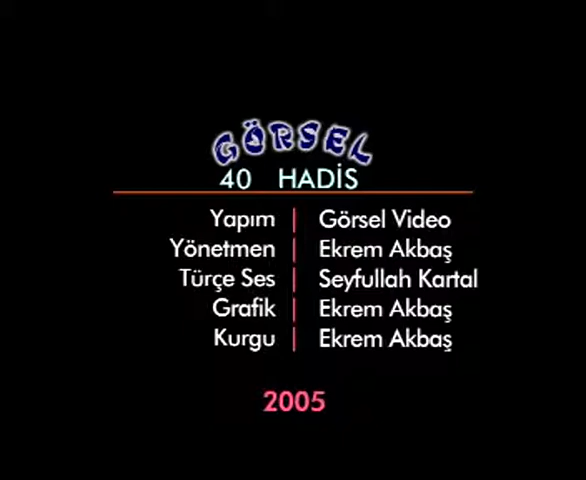 GÖRSEL
40 HADİS
Yapım | Görsel Video
Yönetmen | Ekrem Akbaş
Türçe Ses | Seyfullah Kartal
Grafik | Ekrem Akbaş
Kurgu | Ekrem Akbaş
2005